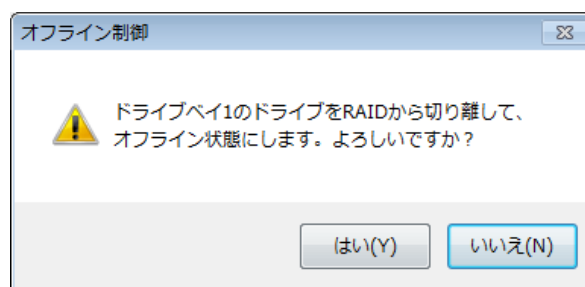 オフライン制御
ドライブベイ1のドライブをRAIDから切り離して、
オフライン状態にします。よろしいですか？
はい(Y)
いいえ(N)